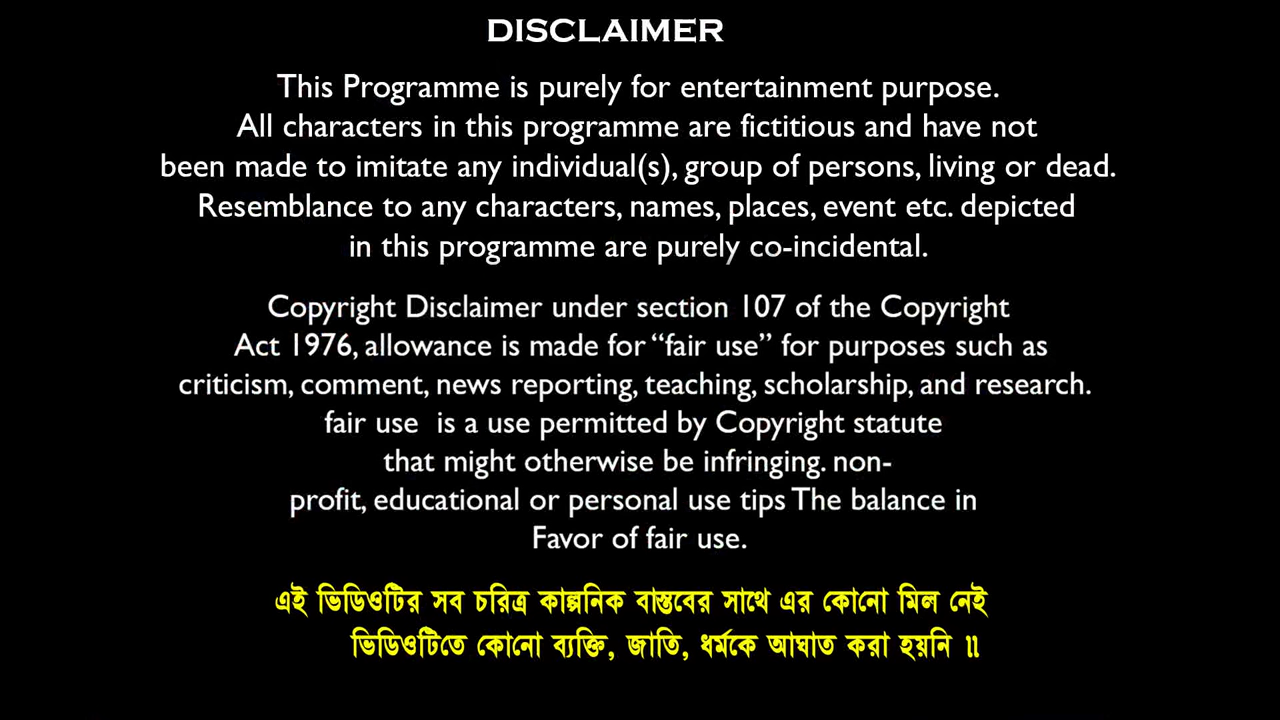 DISCLAIMER
This Programme is purely for entertainment purpose.
All characters in this programme are fictitious and have not
been made to imitate any individual(s), group of persons, living or dead.
Resemblance to any characters, names, places, event etc. depicted
in this programme are purely co-incidental.
Copyright Disclaimer under section 107 of the Copyright
Act 1976, allowance is made for “fair use” for purposes such as
criticism, comment, news reporting, teaching, scholarship, and research.
fair use is a use permitted by Copyright statute
that might otherwise be infringing. non-
profit, educational or personal use tips The balance in
Favor of fair use.
এই ভিডিওটির সব চরিত্র কাল্পনিক বাস্তবের সাথে এর কোনো মিল নেই
ভিডিওটিতে কোনো ব্যক্তি, জাতি, ধর্মকে আঘাত করা হয়নি ॥